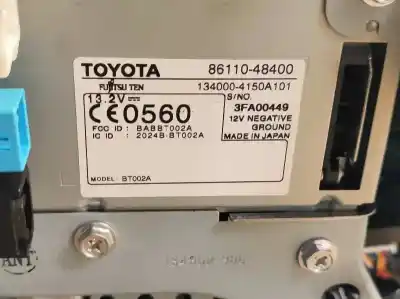 TOYOTA 86110-48400
FUJITSU TEN 134000-4150A101
13.2V S/NO.
CE0560 3FA00449
12V NEGATIVE
GROUND
FCC ID : BABBT002A
IC ID : 2024B-BT002A MADE IN JAPAN
MODEL: BT002A
ANT